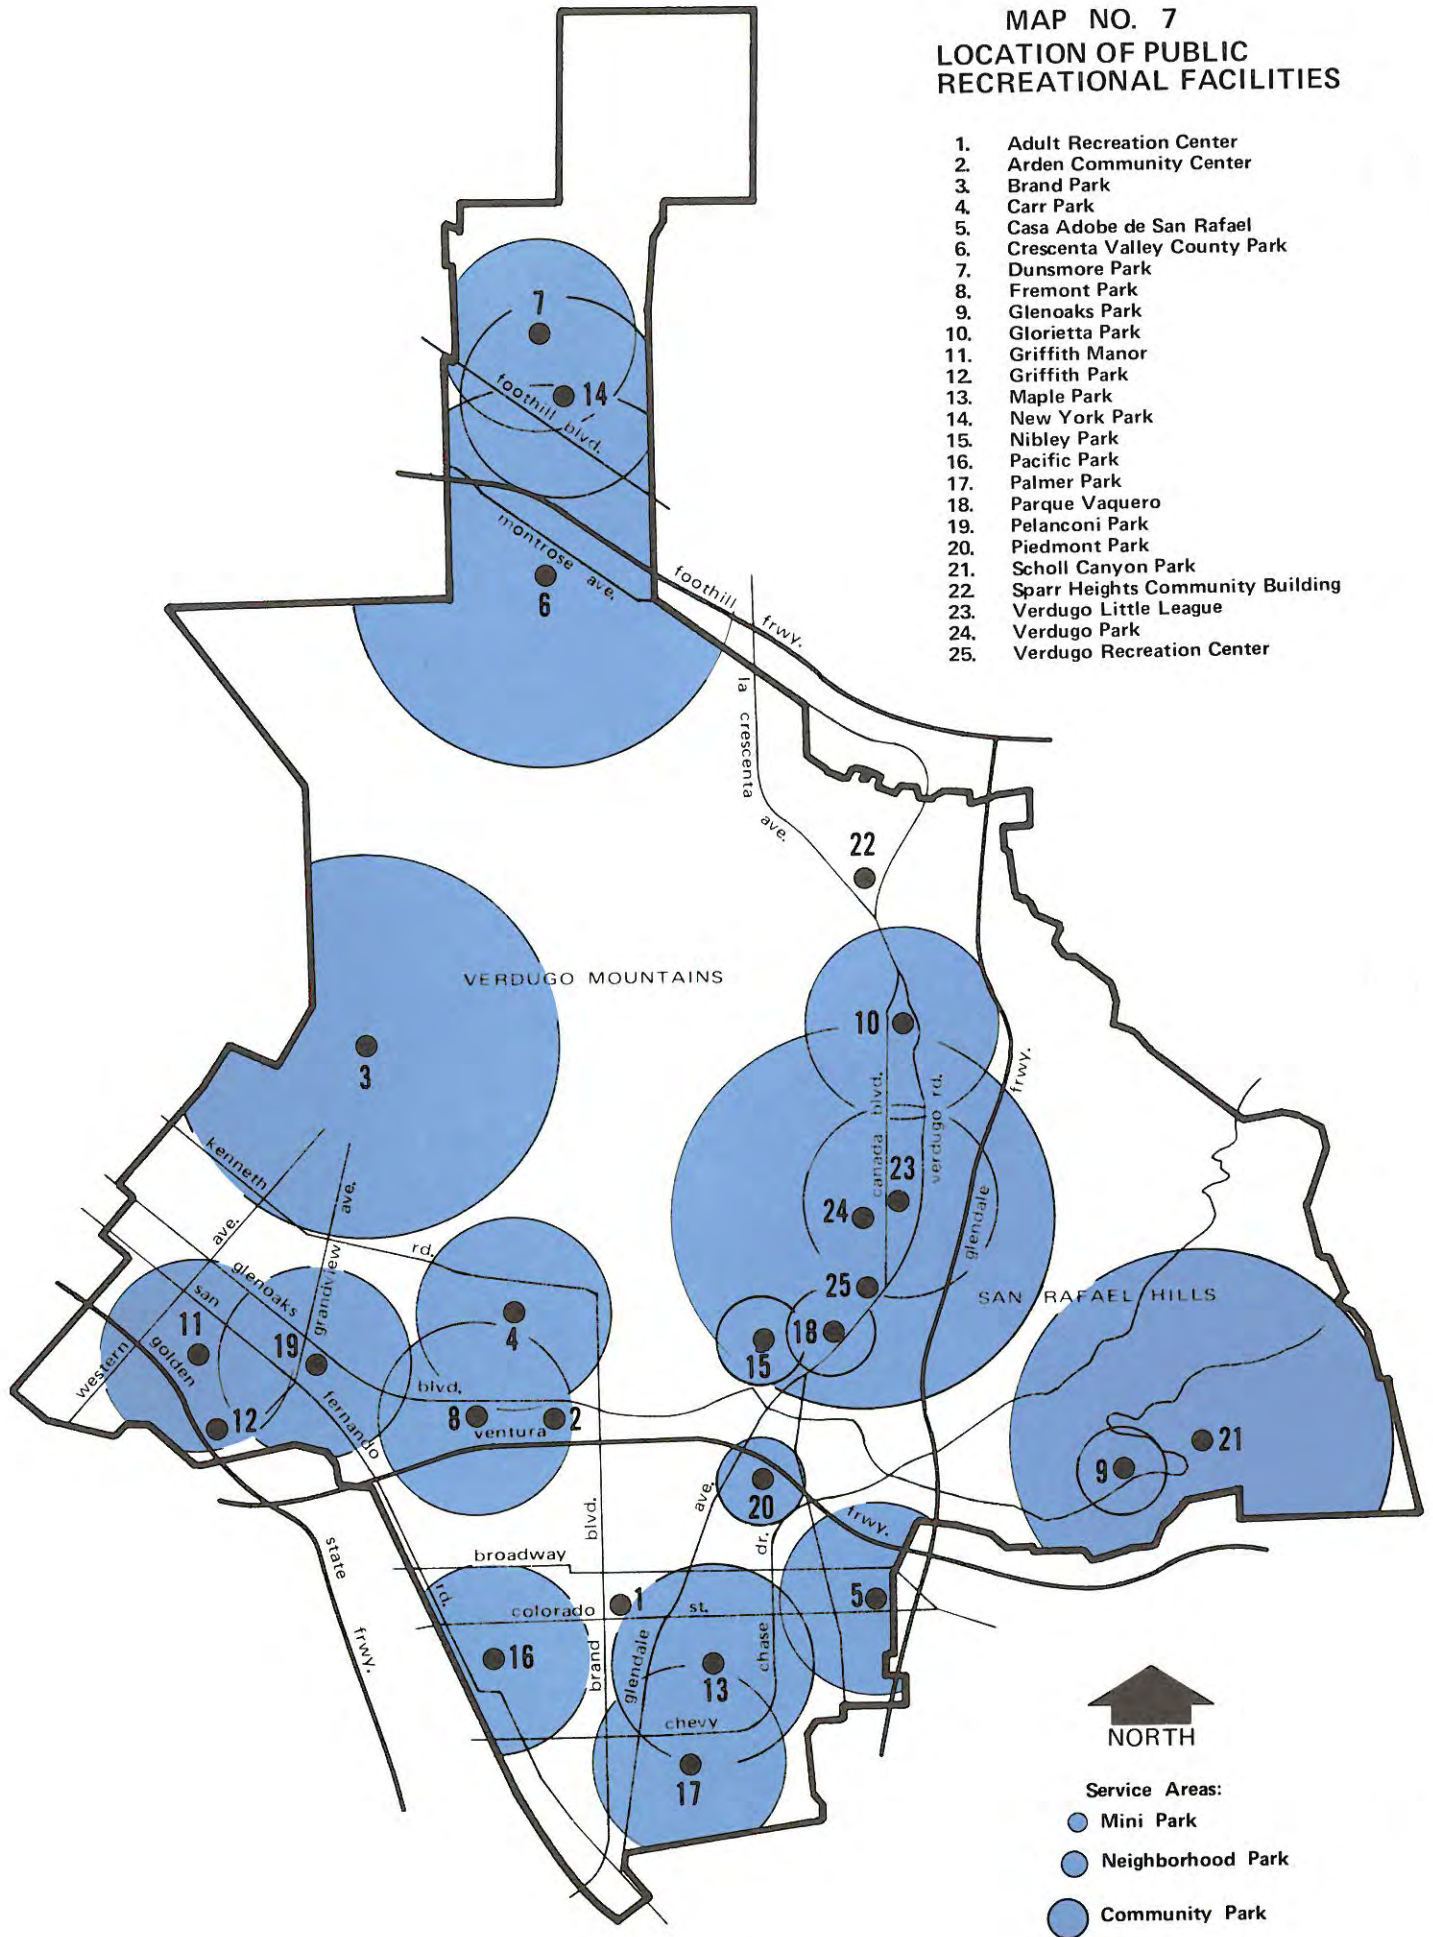 MAP NO. 7
LOCATION OF PUBLIC
RECREATIONAL FACILITIES
1. Adult Recreation Center
2. Arden Community Center
3. Brand Park
4. Carr Park
5. Casa Adobe de San Rafael
6. Crescenta Valley County Park
7. Dunsmore Park
8. Fremont Park
9. Glenoaks Park
10. Glorietta Park
11. Griffith Manor
12. Griffith Park
13. Maple Park
14. New York Park
15. Nibley Park
16. Pacific Park
17. Palmer Park
18. Parque Vaquero
19. Pelanconi Park
20. Piedmont Park
21. Scholl Canyon Park
22. Sparr Heights Community Building
23. Verdugo Little League
24. Verdugo Park
25. Verdugo Recreation Center
7
14
foothill blvd.
montrose ave.
6
foothill frwy.
la crescenta ave.
22
VERDUGO MOUNTAINS
10
3
canada blvd.
verdugo rd.
frwy.
kenneth
rd.
23
24
glendale
ave.
grandview ave.
glenoaks
san
25
SAN RAFAEL HILLS
11
19
4
18
15
western
golden
fernando
blvd.
12
8
2
ventura
21
9
20
ave.
frwy.
state
frwy.
blvd.
dr.
broadway
rd.
1
5
colorado
st.
16
brand
glendale
13
chase
chevy
17
NORTH
Service Areas:
Mini Park
Neighborhood Park
Community Park